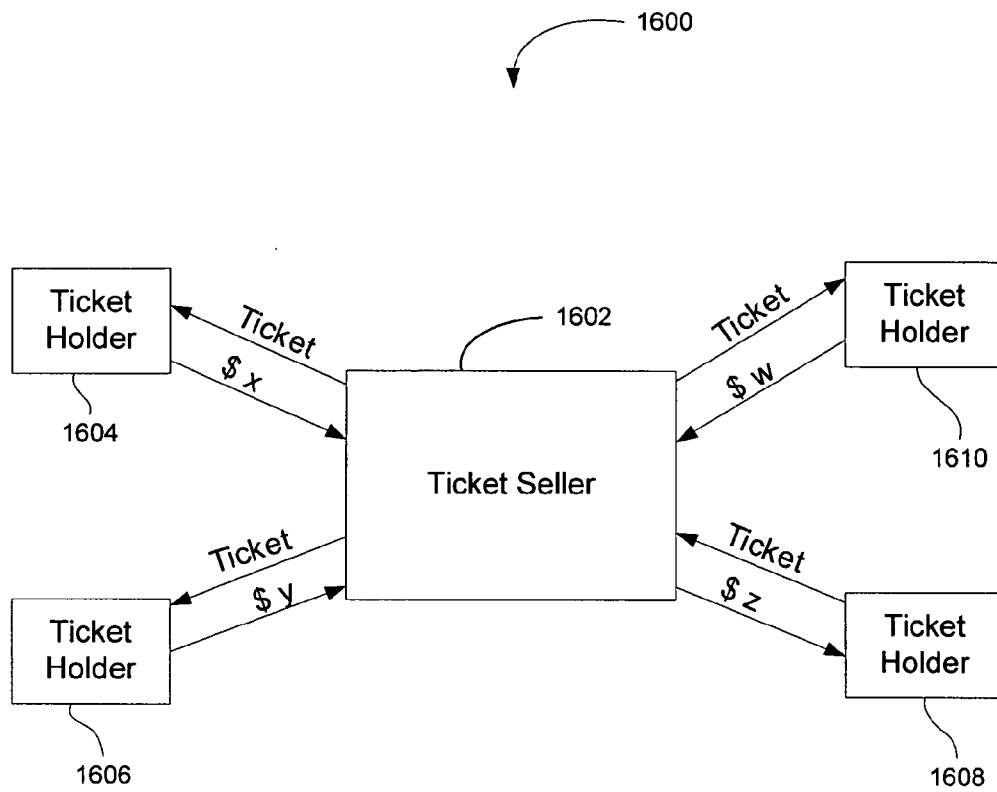 1600
1602
Ticket
Holder
Ticket
$ x
1604
Ticket
$ w
Ticket
Holder
1610
Ticket Seller
Ticket
$ y
Ticket
Holder
1606
Ticket
$ z
Ticket
Holder
1608